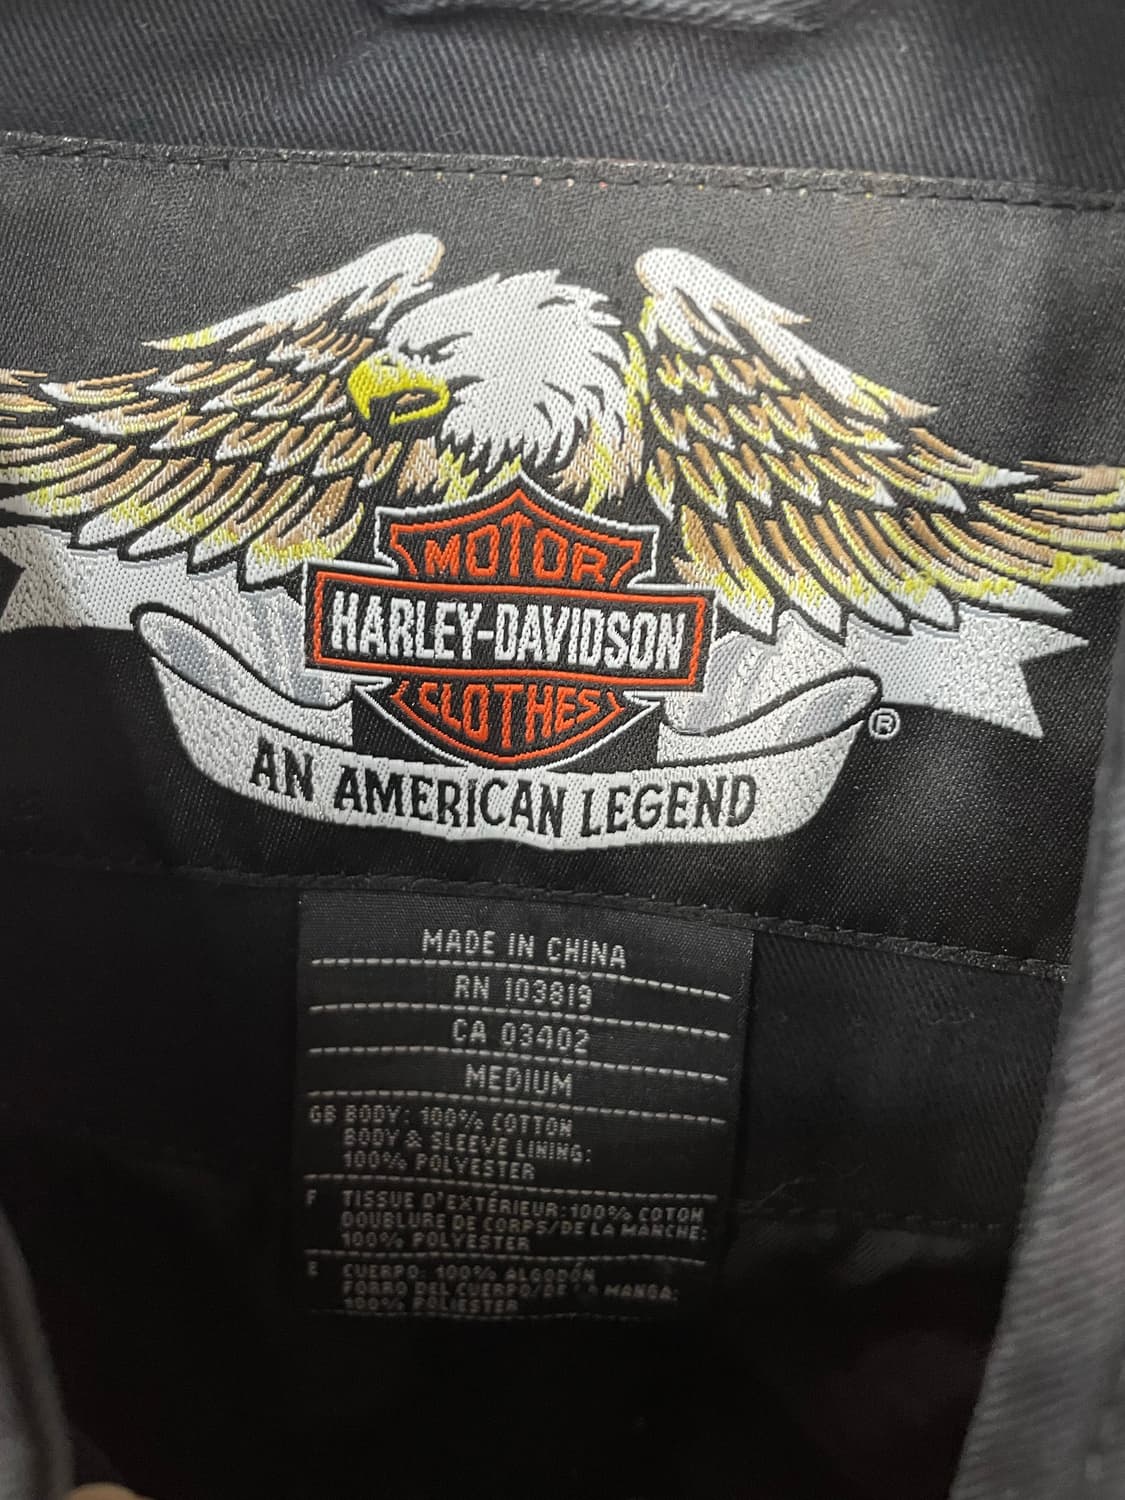 MOTOR
HARLEY-DAVIDSON
CLOTHES
®
AN AMERICAN LEGEND
MADE IN CHINA
RN 103819
CA 03402
MEDIUM
GB BODY: 100% COTTON
BODY & SLEEVE LINING:
100% POLYESTER
F TISSUE D'EXTÉRIEUR: 100% COTON
DOUBLURE DE CORPS/DE LA MANCHE:
100% POLYESTER
E CUERPO: 100% ALGODÓN
FORRO DEL CUERPO/DE LA MANGA:
100% POLIESTER